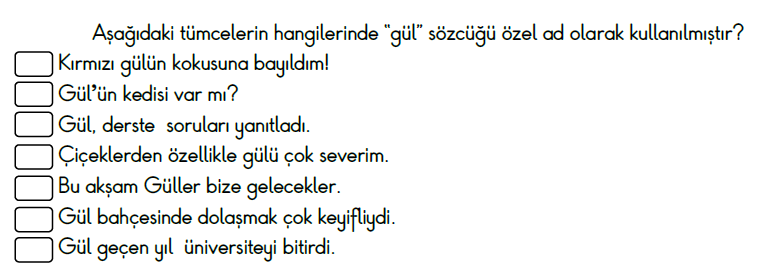 Aşağıdaki tümcelerin hangilerinde “gül” sözcüğü özel ad olarak kullanılmıştır?
Kırmızı gülün kokusuna bayıldım!
Gül’ün kedisi var mı?
Gül, derste soruları yanıtladı.
Çiçeklerden özellikle gülü çok severim.
Bu akşam Güller bize gelecekler.
Gül bahçesinde dolaşmak çok keyifliydi.
Gül geçen yıl üniversiteyi bitirdi.